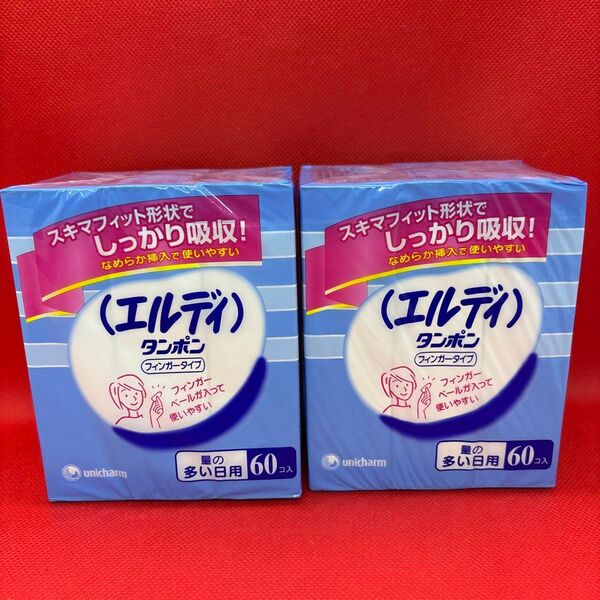 スキマフィット形状で
しっかり吸収!
なめらか挿入で使いやすい
(エルディ)
タンポン
フィンガータイプ
フィンガー
ペールが入って
使いやすい
unicharm
量の
多い日用
60コ入
スキマフィット形状で
しっかり吸収!
なめらか挿入で使いやすい
(エルディ)
タンポン
フィンガータイプ
フィンガー
ペールが入って
使いやすい
unicharm
量の
多い日用
60コ入